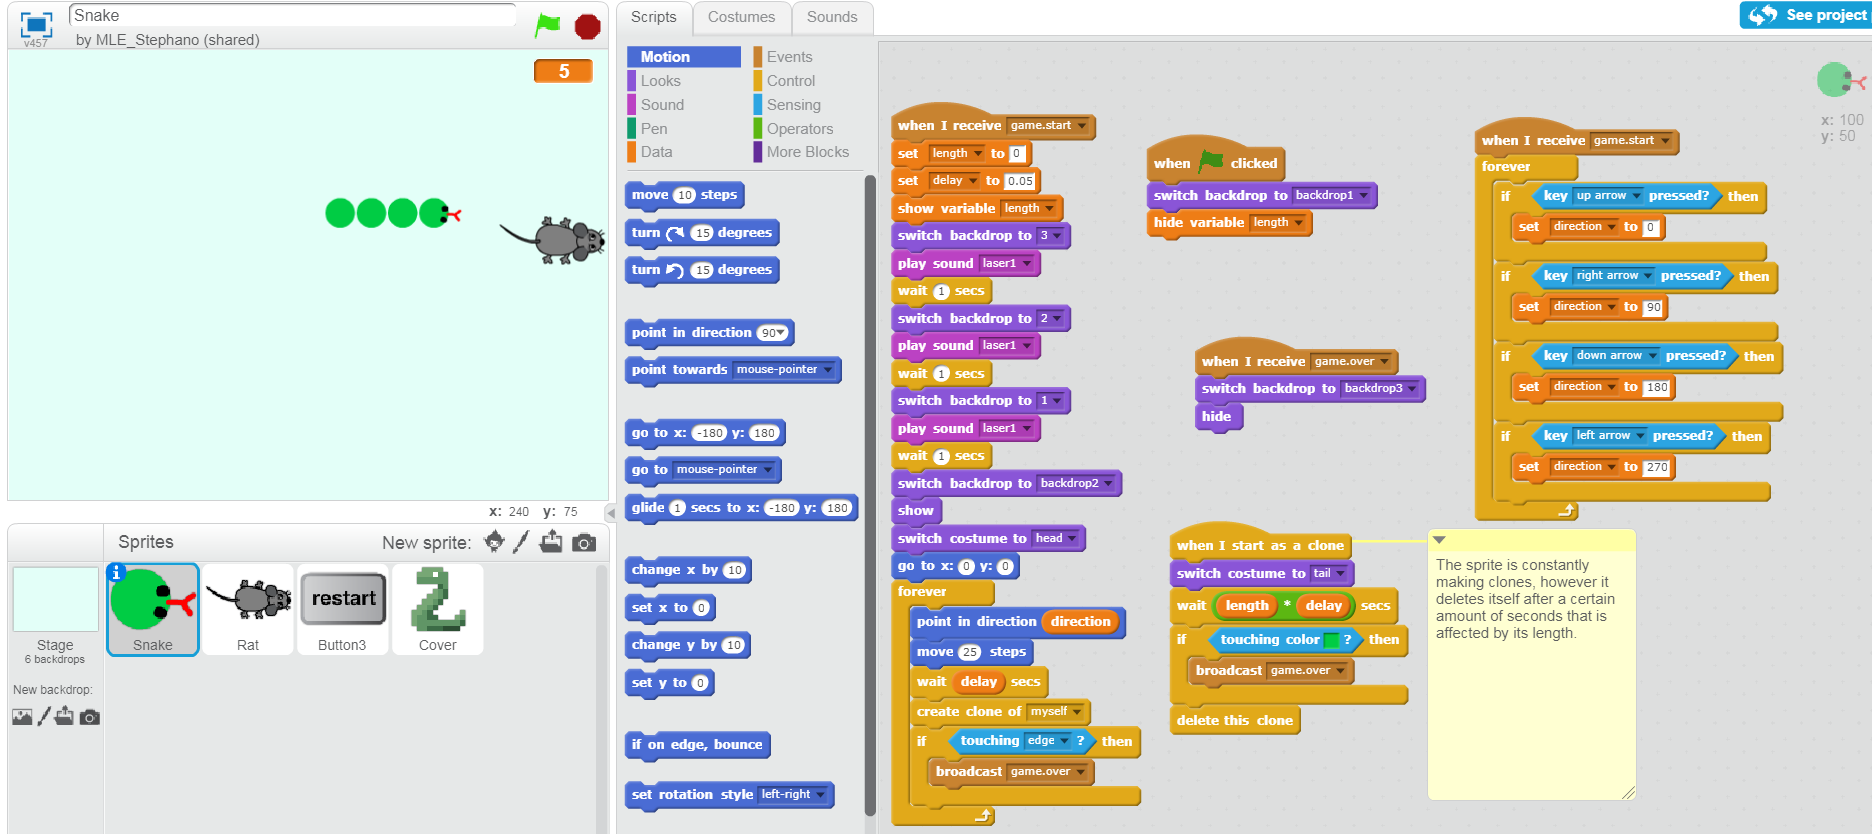 Snake
v457
by MLE_Stephano (shared)
5
x: 240 y: 75
Sprites
New sprite:
Stage
6 backdrops
New backdrop:
Snake
Rat
restart
Button3
Cover
Scripts
Costumes
Sounds
See project
Motion
Looks
Sound
Pen
Data
Events
Control
Sensing
Operators
More Blocks
move 10 steps
turn 15 degrees
turn 15 degrees
point in direction 90
point towards mouse-pointer
go to x: -180 y: 180
go to mouse-pointer
glide 1 secs to x: -180 y: 180
change x by 10
set x to 0
change y by 10
set y to 0
if on edge, bounce
set rotation style left-right
when I receive game.start
set length to 0
set delay to 0.05
show variable length
switch backdrop to 3
play sound laser1
wait 1 secs
switch backdrop to 2
play sound laser1
wait 1 secs
switch backdrop to 1
play sound laser1
wait 1 secs
switch backdrop to backdrop2
show
switch costume to head
go to x: 0 y: 0
forever
point in direction direction
move 25 steps
wait delay secs
create clone of myself
if touching edge ? then
broadcast game.over
when clicked
switch backdrop to backdrop1
hide variable length
when I receive game.over
switch backdrop to backdrop3
hide
when I start as a clone
switch costume to tail
wait length * delay secs
if touching color ? then
broadcast game.over
delete this clone
when I receive game.start
forever
if key up arrow pressed? then
set direction to 0
if key right arrow pressed? then
set direction to 90
if key down arrow pressed? then
set direction to 180
if key left arrow pressed? then
set direction to 270
The sprite is constantly
making clones, however it
deletes itself after a certain
amount of seconds that is
affected by its length.
x: 100
y: 50